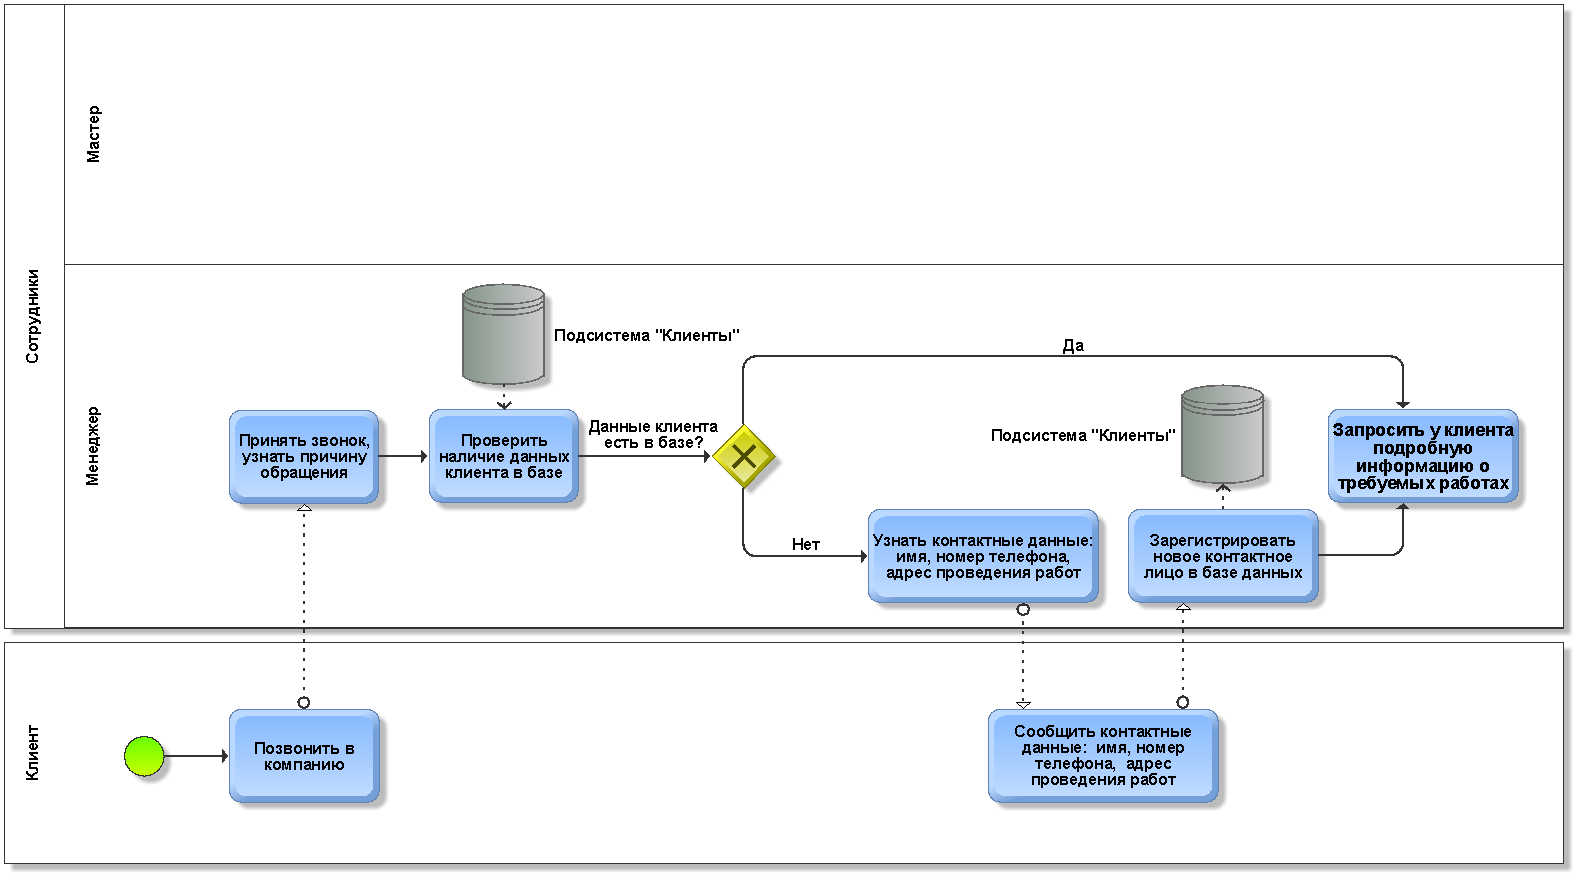 Сотрудники
Мастер
Менеджер
Подсистема "Клиенты"
Принять звонок,
узнать причину
обращения
Проверить
наличие данных
клиента в базе
Данные клиента
есть в базе?
Да
Нет
Узнать контактные данные:
имя, номер телефона,
адрес проведения работ
Подсистема "Клиенты"
Зарегистрировать
новое контактное
лицо в базе данных
Запросить у клиента
подробную
информацию о
требуемых работах
Клиент
Позвонить в
компанию
Сообщить контактные
данные: имя, номер
телефона, адрес
проведения работ